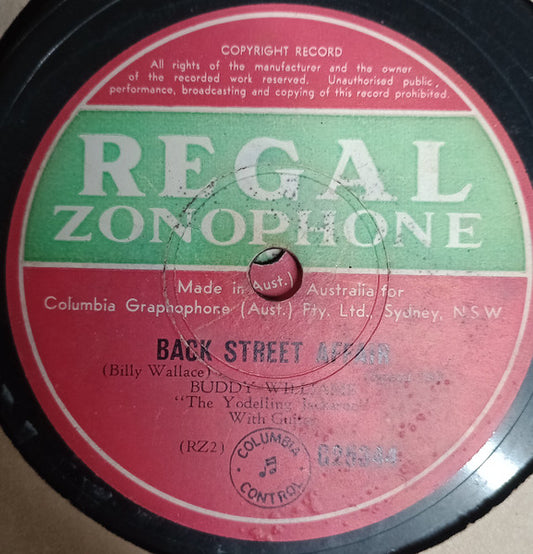 COPYRIGHT RECORD
All rights of the manufacturer and the owner
of the recorded work reserved. Unauthorised public
performance, broadcasting and copying of this record prohibited.
REGAL
ZONOPHONE
Made in Australia for
Columbia Graphophone (Aust.) Pty. Ltd. Sydney, N.S.W.
BACK STREET AFFAIR
(Billy Wallace)
BUDDY WILLIAMS
"The Yodelling
With Guitar
(RZ2)
COLUMBIA
CONTROL